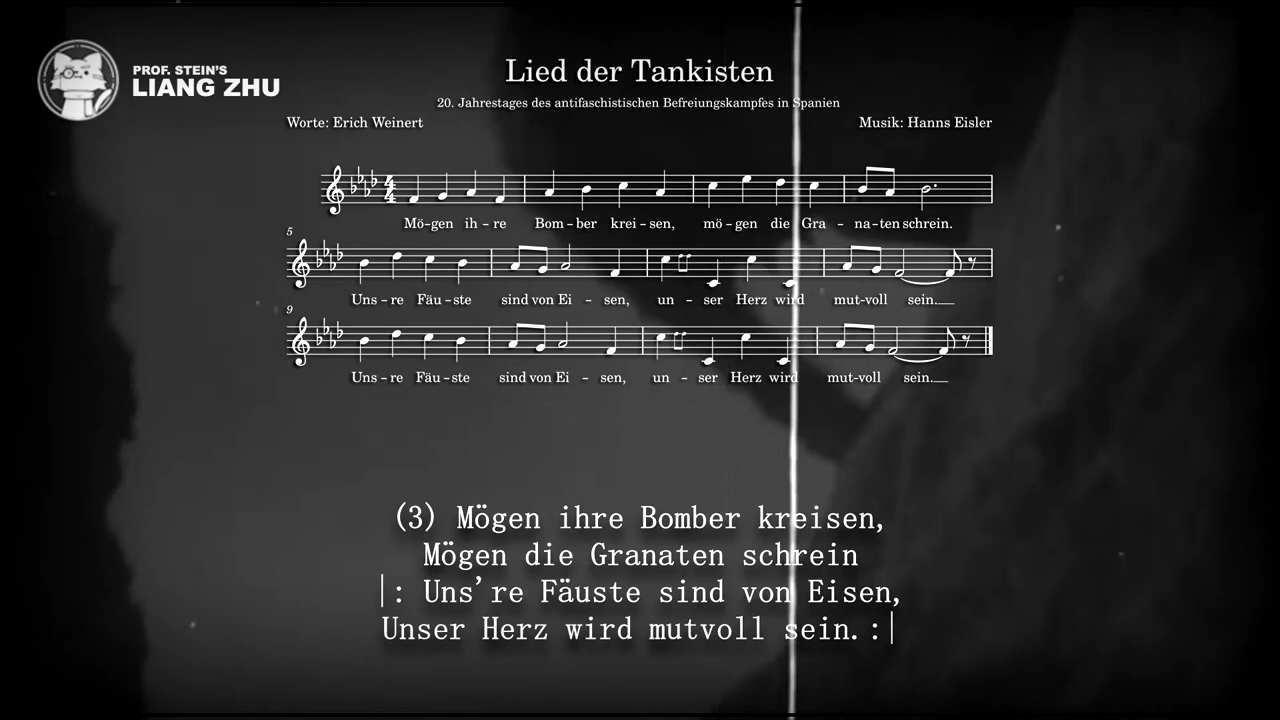 PROF. STEIN'S
LIANG ZHU
Lied der Tankisten
20. Jahrestages des antifaschistischen Befreiungskampfes in Spanien
Worte: Erich Weinert
Musik: Hanns Eisler
4
4
Mö-gen ih-re Bom-ber krei-sen, mö-gen die Gra-na-ten schrein.
5
Uns-re Fäu-ste sind von Ei-sen, un-ser Herz wird mut-voll sein.
9
Uns-re Fäu-ste sind von Ei-sen, un-ser Herz wird mut-voll sein.
(3) Mögen ihre Bomber kreisen,
Mögen die Granaten schrein
|: Uns're Fäuste sind von Eisen,
Unser Herz wird mutvoll sein.:|